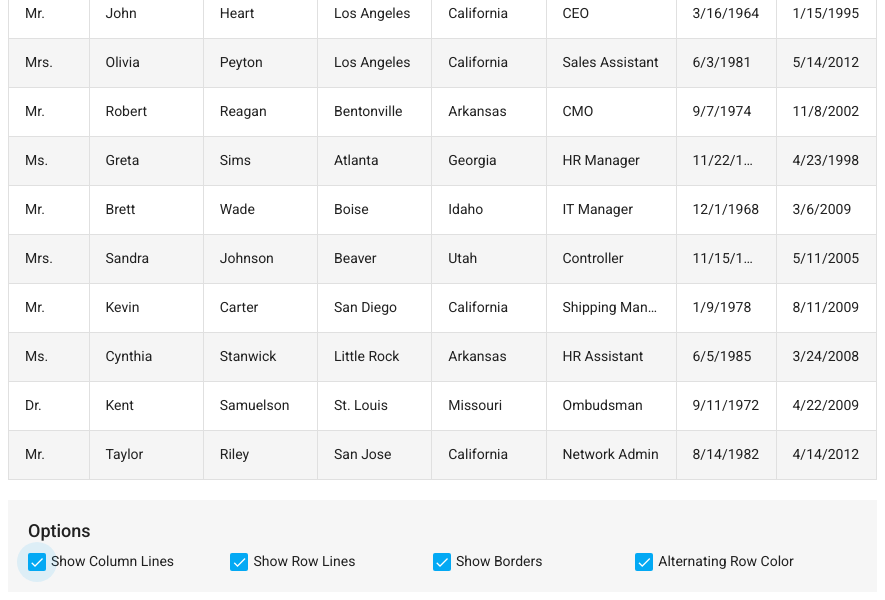 Mr. John Heart Los Angeles California CEO 3/16/1964 1/15/1995
Mrs. Olivia Peyton Los Angeles California Sales Assistant 6/3/1981 5/14/2012
Mr. Robert Reagan Bentonville Arkansas CMO 9/7/1974 11/8/2002
Ms. Greta Sims Atlanta Georgia HR Manager 11/22/1... 4/23/1998
Mr. Brett Wade Boise Idaho IT Manager 12/1/1968 3/6/2009
Mrs. Sandra Johnson Beaver Utah Controller 11/15/1... 5/11/2005
Mr. Kevin Carter San Diego California Shipping Man... 1/9/1978 8/11/2009
Ms. Cynthia Stanwick Little Rock Arkansas HR Assistant 6/5/1985 3/24/2008
Dr. Kent Samuelson St. Louis Missouri Ombudsman 9/11/1972 4/22/2009
Mr. Taylor Riley San Jose California Network Admin 8/14/1982 4/14/2012
Options
Show Column Lines Show Row Lines Show Borders Alternating Row Color